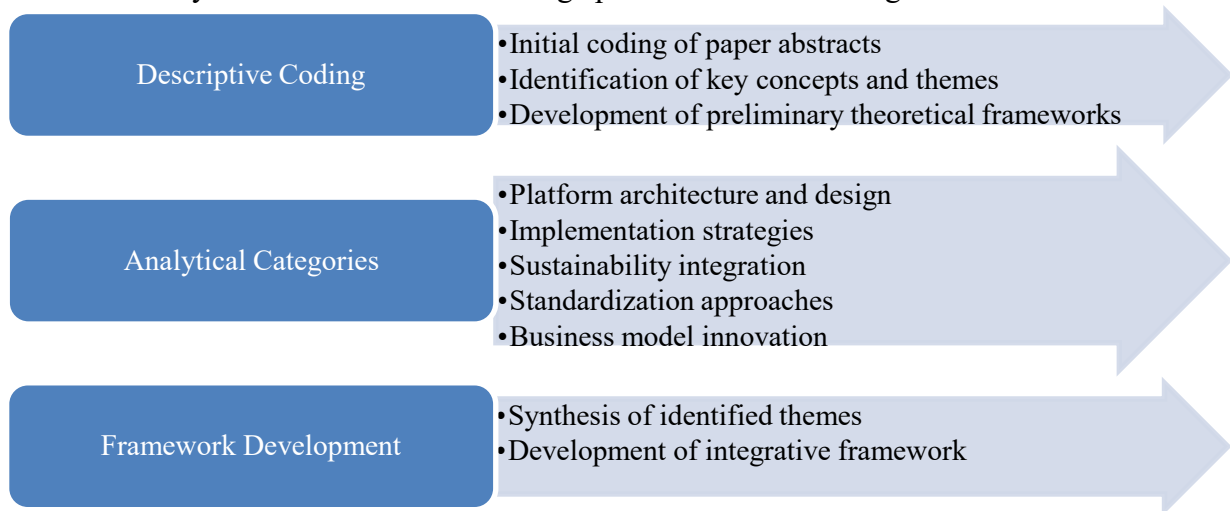 Descriptive Coding
•Initial coding of paper abstracts
•Identification of key concepts and themes
•Development of preliminary theoretical frameworks
Analytical Categories
•Platform architecture and design
•Implementation strategies
•Sustainability integration
•Standardization approaches
•Business model innovation
Framework Development
•Synthesis of identified themes
•Development of integrative framework